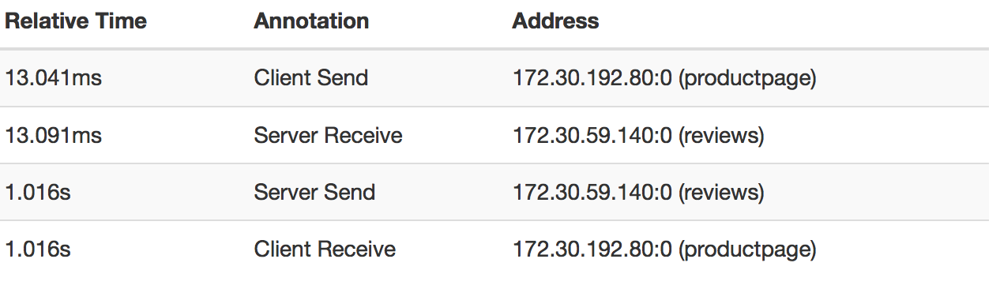 Relative Time Annotation Address
13.041ms Client Send 172.30.192.80:0 (productpage)
13.091ms Server Receive 172.30.59.140:0 (reviews)
1.016s Server Send 172.30.59.140:0 (reviews)
1.016s Client Receive 172.30.192.80:0 (productpage)